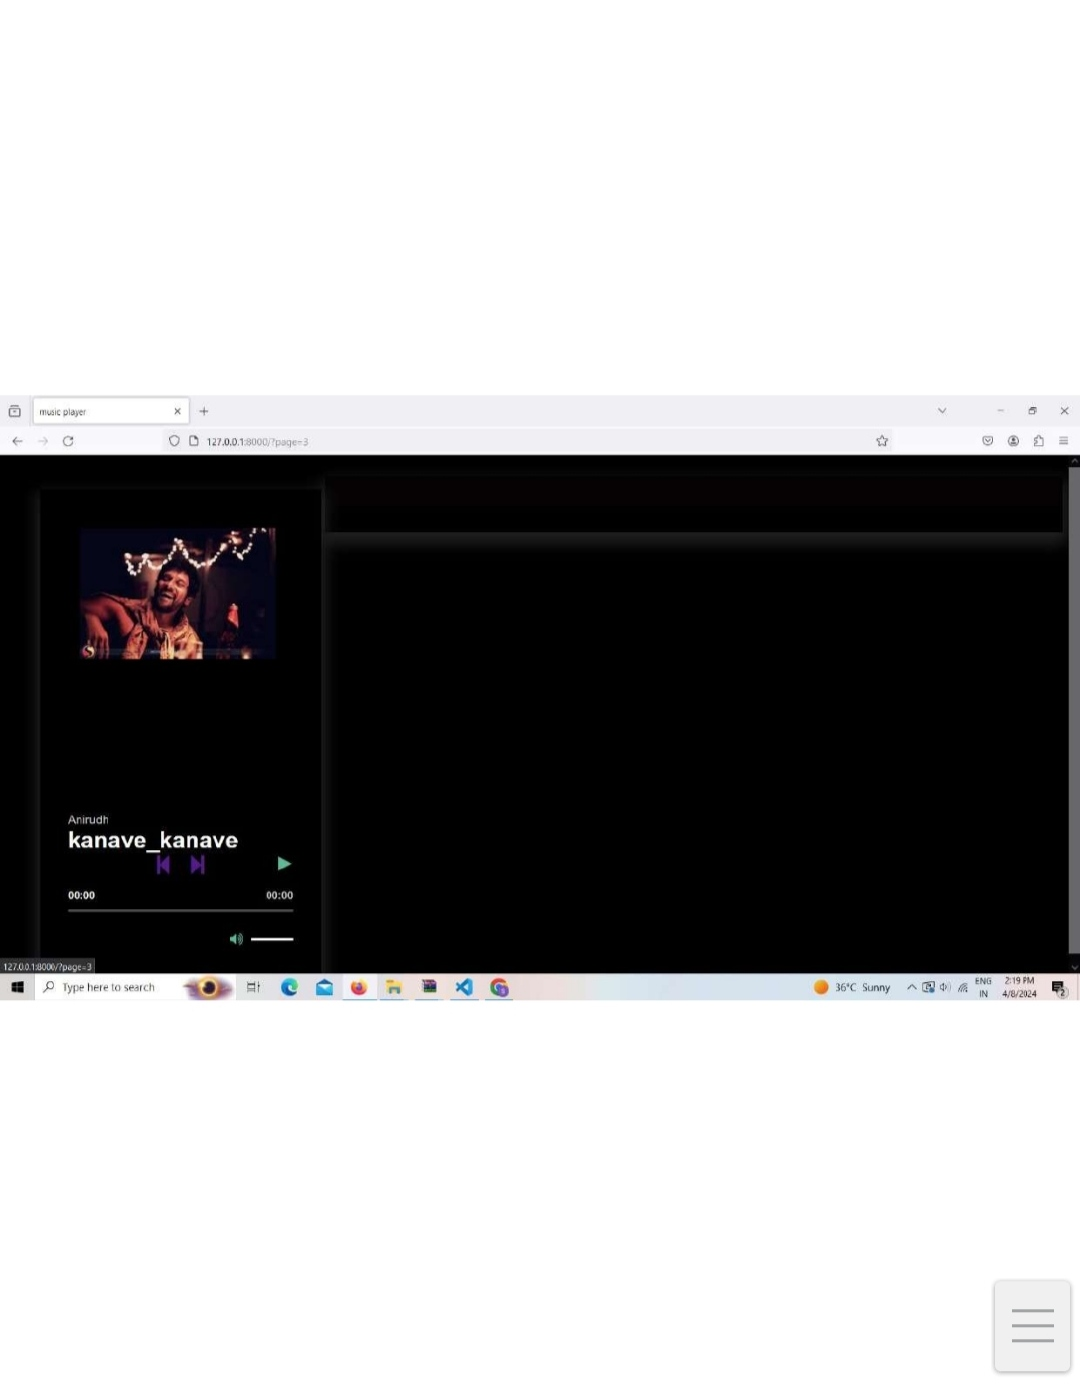 music player
127.0.0.1:8000/?page=3
Anirudh
kanave_kanave
00:00
00:00
127.0.0.1:8000/?page=3
Type here to search
36°C Sunny
ENG
IN
2:19 PM
4/8/2024
2